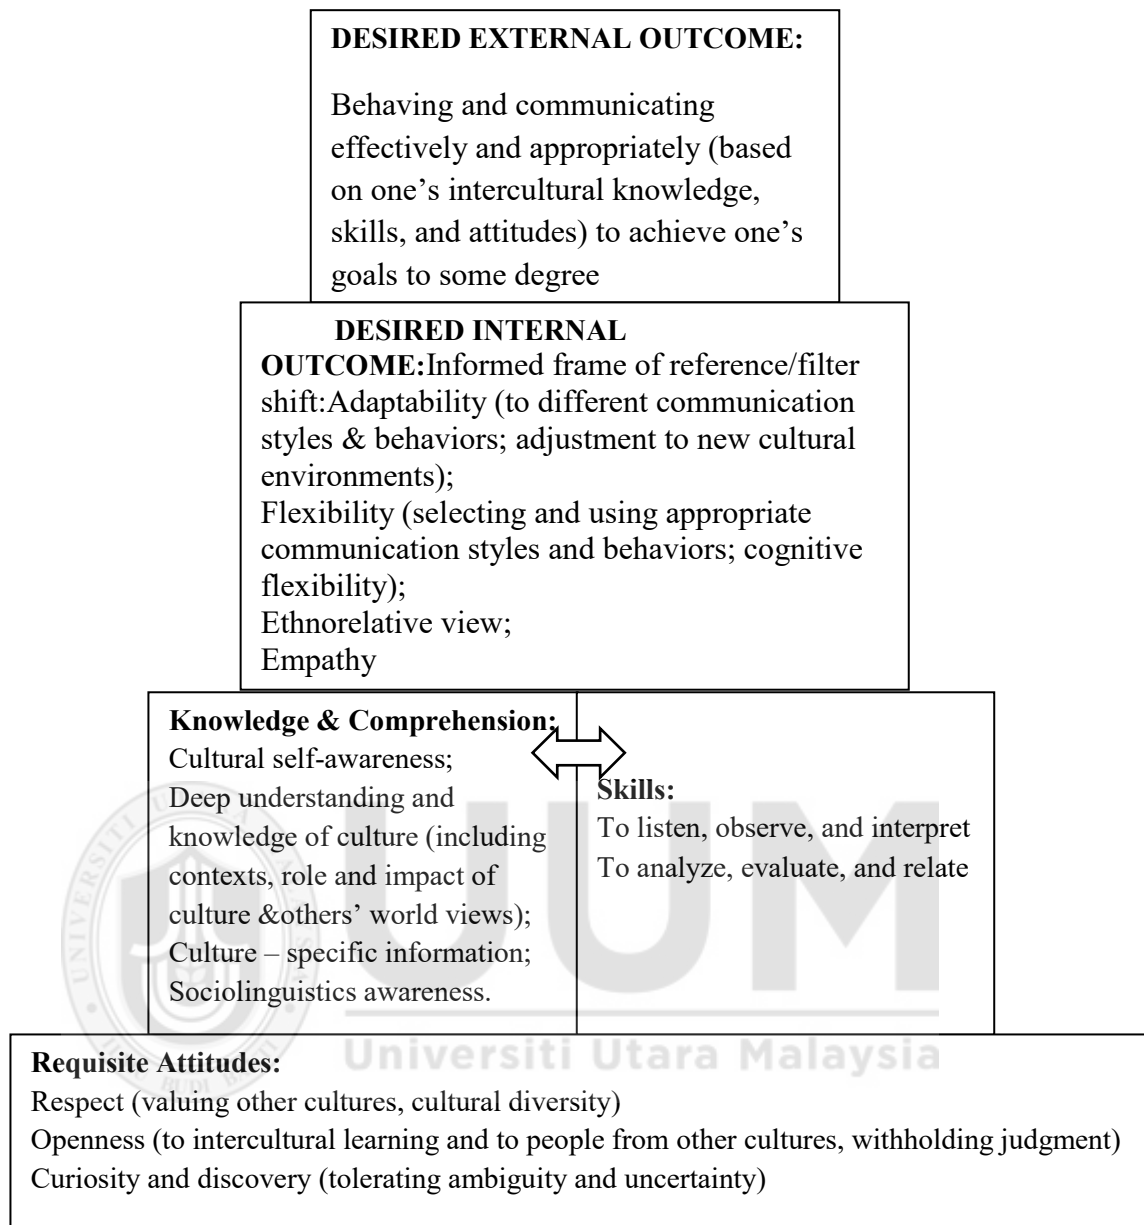 DESIRED EXTERNAL OUTCOME:
Behaving and communicating
effectively and appropriately (based
on one’s intercultural knowledge,
skills, and attitudes) to achieve one’s
goals to some degree
DESIRED INTERNAL
OUTCOME:Informed frame of reference/filter
shift:Adaptability (to different communication
styles & behaviors; adjustment to new cultural
environments);
Flexibility (selecting and using appropriate
communication styles and behaviors; cognitive
flexibility);
Ethnorelative view;
Empathy
Knowledge & Comprehension:
Cultural self-awareness;
Deep understanding and
knowledge of culture (including
contexts, role and impact of
culture &others’ world views);
Culture – specific information;
Sociolinguistics awareness.
Skills:
To listen, observe, and interpret
To analyze, evaluate, and relate
UUM
Universiti Utara Malaysia
Requisite Attitudes:
Respect (valuing other cultures, cultural diversity)
Openness (to intercultural learning and to people from other cultures, withholding judgment)
Curiosity and discovery (tolerating ambiguity and uncertainty)